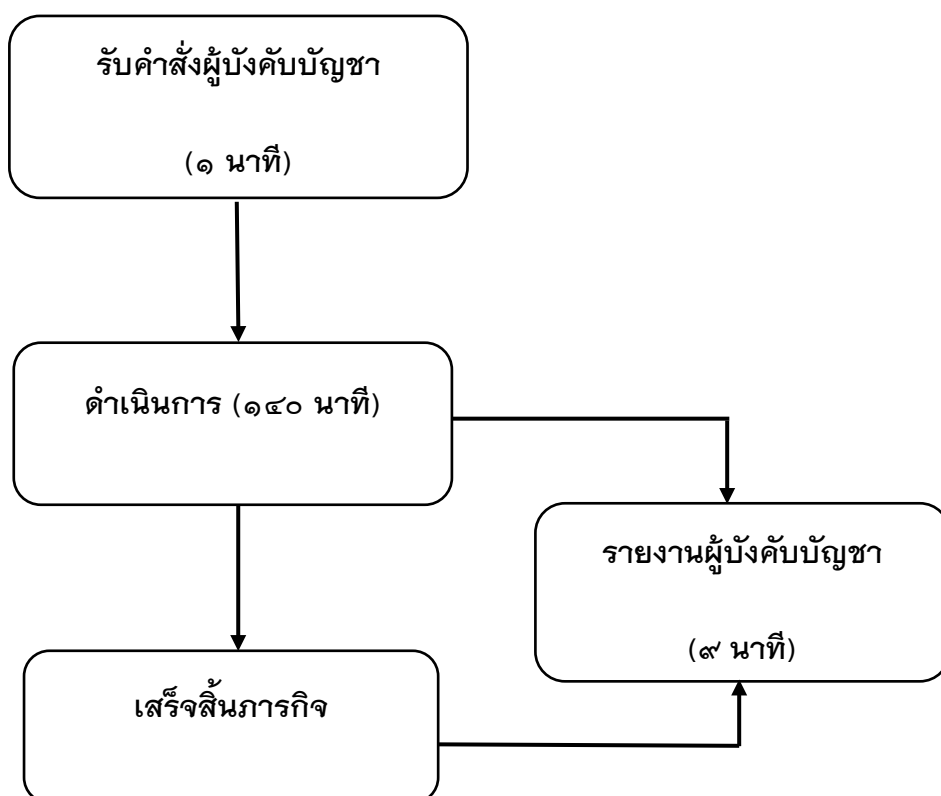 รับคำสั่งผู้บังคับบัญชา
(๑ นาที)
ดำเนินการ (๑๔๐ นาที)
รายงานผู้บังคับบัญชา
(๙ นาที)
เสร็จสิ้นภารกิจ